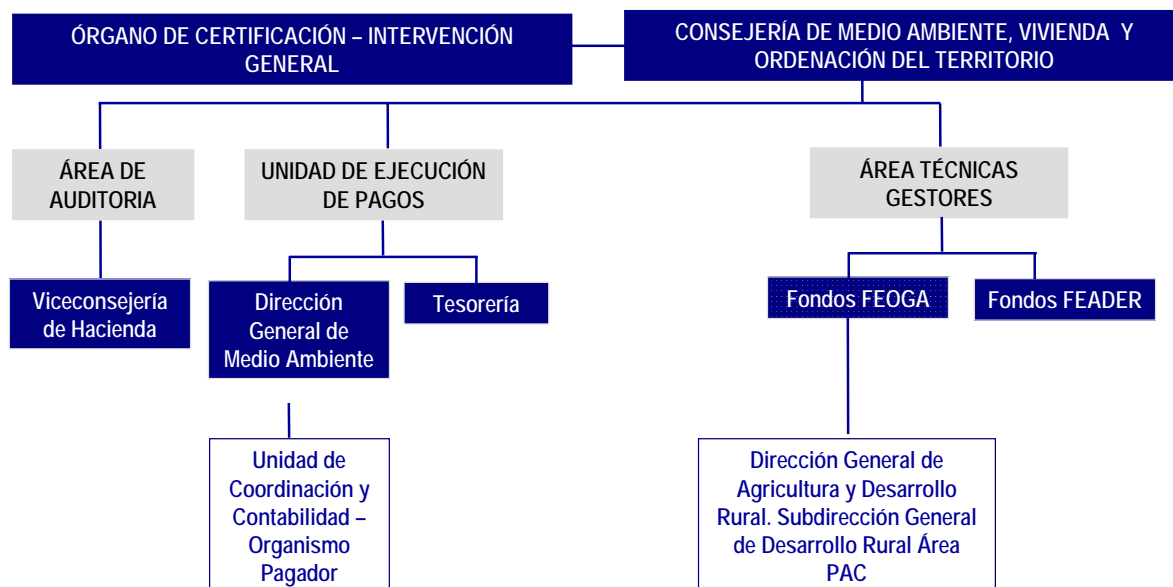 ÓRGANO DE CERTIFICACIÓN – INTERVENCIÓN
GENERAL
CONSEJERÍA DE MEDIO AMBIENTE, VIVIENDA Y
ORDENACIÓN DEL TERRITORIO
ÁREA DE
AUDITORIA
UNIDAD DE EJECUCIÓN
DE PAGOS
ÁREA TÉCNICAS
GESTORES
Viceconsejería
de Hacienda
Dirección
General de
Medio Ambiente
Tesorería
Fondos FEOGA
Fondos FEADER
Unidad de
Coordinación y
Contabilidad –
Organismo
Pagador
Dirección General de
Agricultura y Desarrollo
Rural. Subdirección General
de Desarrollo Rural Área
PAC